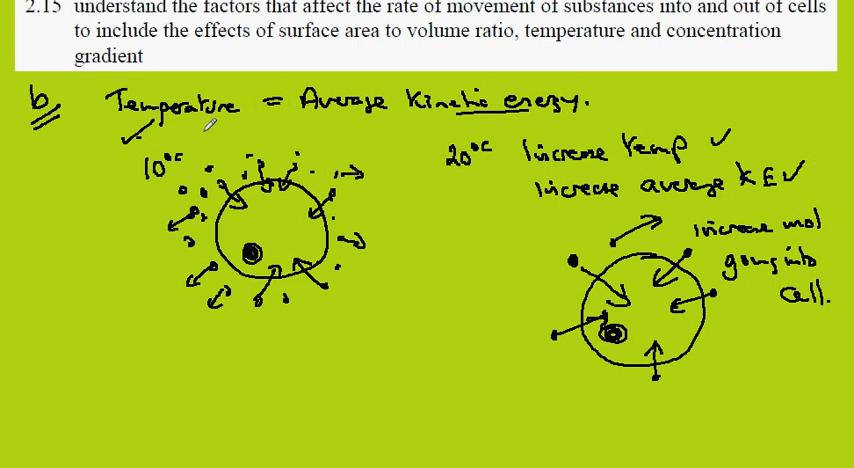 2.15 understand the factors that affect the rate of movement of substances into and out of cells
to include the effects of surface area to volume ratio, temperature and concentration
gradient
b, Temperature = Average Kinetic energy.
10°C
20°C Increase Temp ✓
Increase average KE ✓
increase mol
going into
Cell.